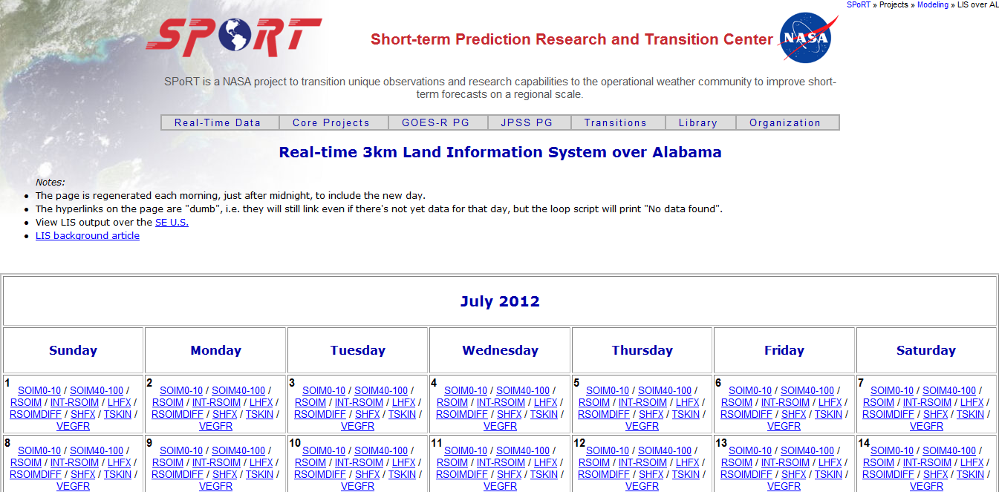 SPoRT » Projects » Modeling » LIS over AL
SPORT
Short-term Prediction Research and Transition Center
NASA
SPoRT is a NASA project to transition unique observations and research capabilities to the operational weather community to improve short-
term forecasts on a regional scale.
Real-Time Data Core Projects GOES-R PG JPSS PG Transitions Library Organization
Real-time 3km Land Information System over Alabama
Notes:
• The page is regenerated each morning, just after midnight, to include the new day.
• The hyperlinks on the page are "dumb", i.e. they will still link even if there's not yet data for that day, but the loop script will print "No data found".
• View LIS output over the SE U.S.
• LIS background article
July 2012
Sunday Monday Tuesday Wednesday Thursday Friday Saturday
1
SOIM0-10 / SOIM40-100 /
RSOIM / INT-RSOIM / LHFX /
RSOIMDIFF / SHFX / TSKIN /
VEGFR
2
SOIM0-10 / SOIM40-100 /
RSOIM / INT-RSOIM / LHFX /
RSOIMDIFF / SHFX / TSKIN /
VEGFR
3
SOIM0-10 / SOIM40-100 /
RSOIM / INT-RSOIM / LHFX /
RSOIMDIFF / SHFX / TSKIN /
VEGFR
4
SOIM0-10 / SOIM40-100 /
RSOIM / INT-RSOIM / LHFX /
RSOIMDIFF / SHFX / TSKIN /
VEGFR
5
SOIM0-10 / SOIM40-100 /
RSOIM / INT-RSOIM / LHFX /
RSOIMDIFF / SHFX / TSKIN /
VEGFR
6
SOIM0-10 / SOIM40-100 /
RSOIM / INT-RSOIM / LHFX /
RSOIMDIFF / SHFX / TSKIN /
VEGFR
7
SOIM0-10 / SOIM40-100 /
RSOIM / INT-RSOIM / LHFX /
RSOIMDIFF / SHFX / TSKIN /
VEGFR
8
SOIM0-10 / SOIM40-100 /
RSOIM / INT-RSOIM / LHFX /
RSOIMDIFF / SHFX / TSKIN /
VEGFR
9
SOIM0-10 / SOIM40-100 /
RSOIM / INT-RSOIM / LHFX /
RSOIMDIFF / SHFX / TSKIN /
VEGFR
10
SOIM0-10 / SOIM40-100 /
RSOIM / INT-RSOIM / LHFX /
RSOIMDIFF / SHFX / TSKIN /
VEGFR
11
SOIM0-10 / SOIM40-100 /
RSOIM / INT-RSOIM / LHFX /
RSOIMDIFF / SHFX / TSKIN /
VEGFR
12
SOIM0-10 / SOIM40-100 /
RSOIM / INT-RSOIM / LHFX /
RSOIMDIFF / SHFX / TSKIN /
VEGFR
13
SOIM0-10 / SOIM40-100 /
RSOIM / INT-RSOIM / LHFX /
RSOIMDIFF / SHFX / TSKIN /
VEGFR
14
SOIM0-10 / SOIM40-100 /
RSOIM / INT-RSOIM / LHFX /
RSOIMDIFF / SHFX / TSKIN /
VEGFR